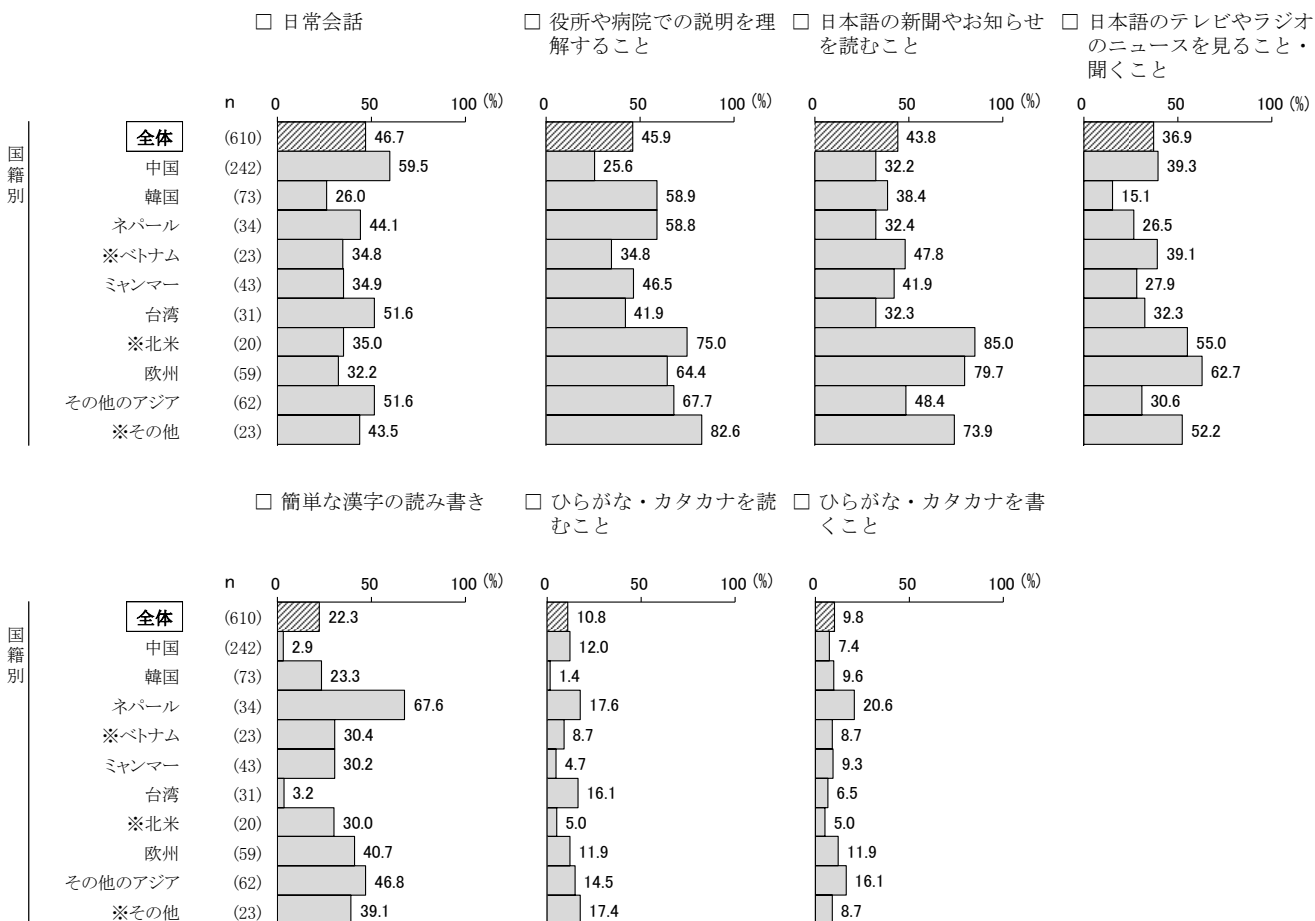 □ 日常会話
□ 役所や病院での説明を理
解すること
□ 日本語の新聞やお知らせ
を読むこと
□ 日本語のテレビやラジオ
のニュースを見ること・
聞くこと
n 0 50 100 (%) 0 50 100 (%) 0 50 100 (%) 0 50 100 (%)
国籍別
全体 (610) 46.7 45.9 43.8 36.9
中国 (242) 59.5 25.6 32.2 39.3
韓国 (73) 26.0 58.9 38.4 15.1
ネパール (34) 44.1 58.8 32.4 26.5
※ベトナム (23) 34.8 34.8 47.8 39.1
ミャンマー (43) 34.9 46.5 41.9 27.9
台湾 (31) 51.6 41.9 32.3 32.3
※北米 (20) 35.0 75.0 85.0 55.0
欧州 (59) 32.2 64.4 79.7 62.7
その他のアジア (62) 51.6 67.7 48.4 30.6
※その他 (23) 43.5 82.6 73.9 52.2
□ 簡単な漢字の読み書き
□ ひらがな・カタカナを読
むこと
□ ひらがな・カタカナを書
くこと
n 0 50 100 (%) 0 50 100 (%) 0 50 100 (%)
国籍別
全体 (610) 22.3 10.8 9.8
中国 (242) 2.9 12.0 7.4
韓国 (73) 23.3 1.4 9.6
ネパール (34) 67.6 17.6 20.6
※ベトナム (23) 30.4 8.7 8.7
ミャンマー (43) 30.2 4.7 9.3
台湾 (31) 3.2 16.1 6.5
※北米 (20) 30.0 5.0 5.0
欧州 (59) 40.7 11.9 11.9
その他のアジア (62) 46.8 14.5 16.1
※その他 (23) 39.1 17.4 8.7